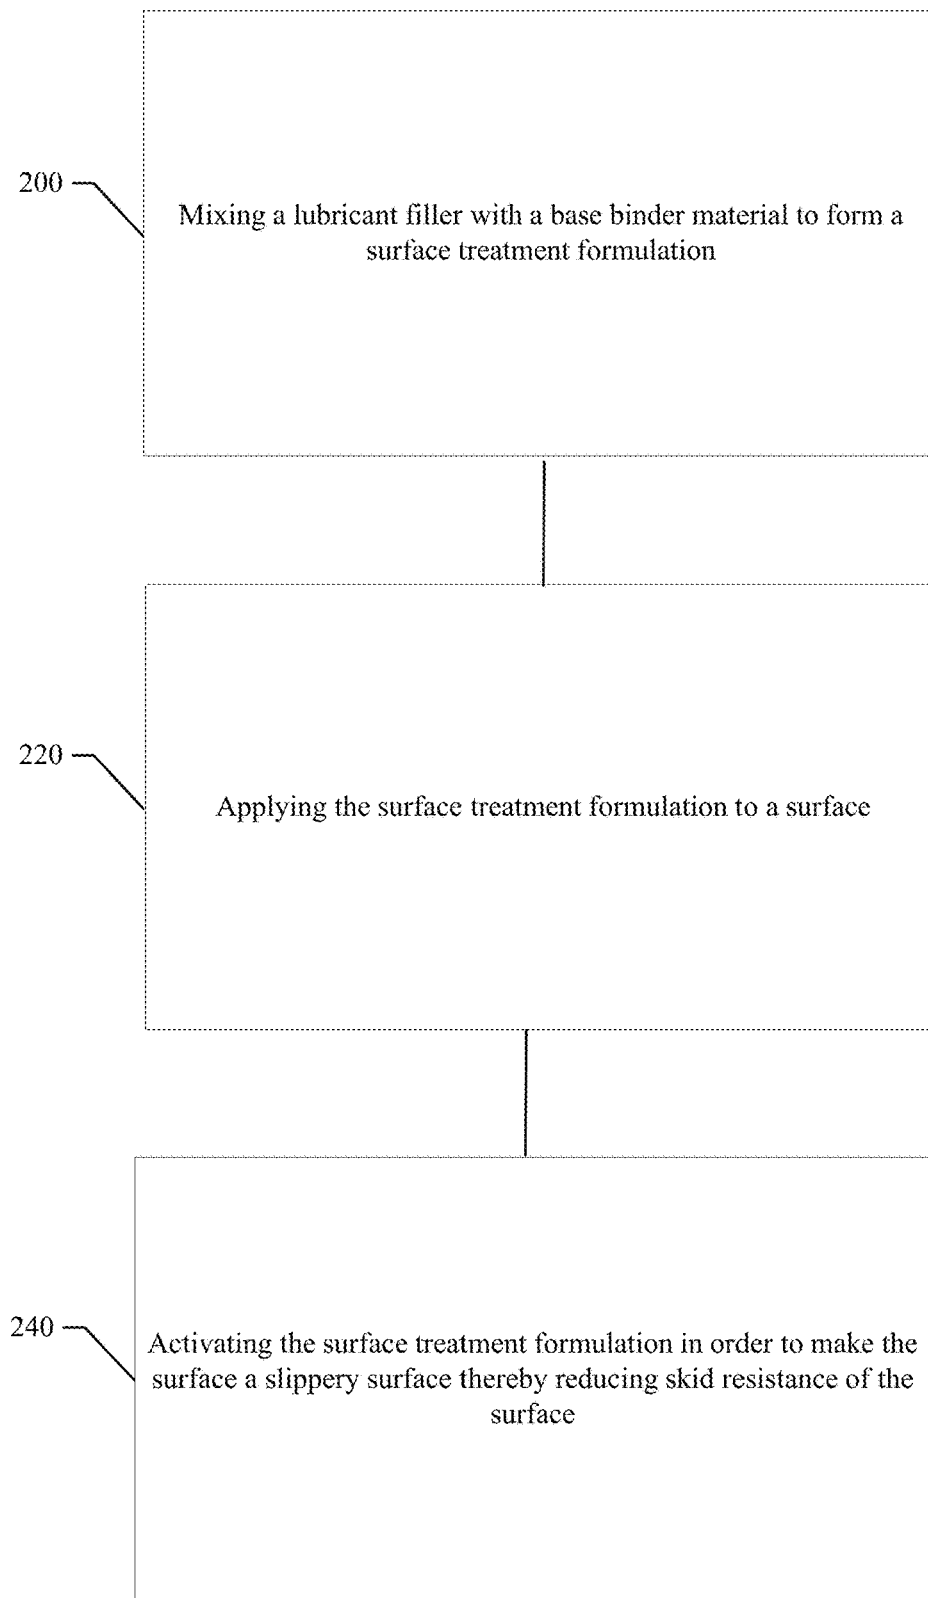 200
Mixing a lubricant filler with a base binder material to form a
surface treatment formulation
220
Applying the surface treatment formulation to a surface
240
Activating the surface treatment formulation in order to make the
surface a slippery surface thereby reducing skid resistance of the
surface